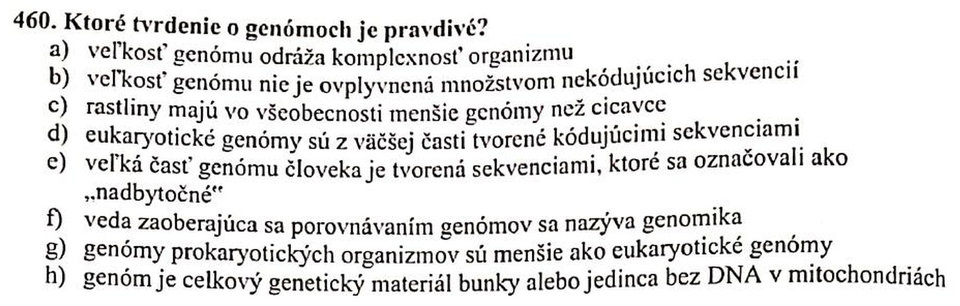 460. Ktoré tvrdenie o genómoch je pravdivé?
a) veľkosť genómu odráža komplexnosť organizmu
b) veľkosť genómu nie je ovplyvnená množstvom nekódujúcich sekvencií
c) rastliny majú vo všeobecnosti menšie genómy než cicavce
d) eukaryotické genómy sú z väčšej časti tvorené kódujúcimi sekvenciami
e) veľká časť genómu človeka je tvorená sekvenciami, ktoré sa označovali ako
„nadbytočné“
f) veda zaoberajúca sa porovnávaním genómov sa nazýva genomika
g) genómy prokaryotických organizmov sú menšie ako eukaryotické genómy
h) genóm je celkový genetický materiál bunky alebo jedinca bez DNA v mitochondriách